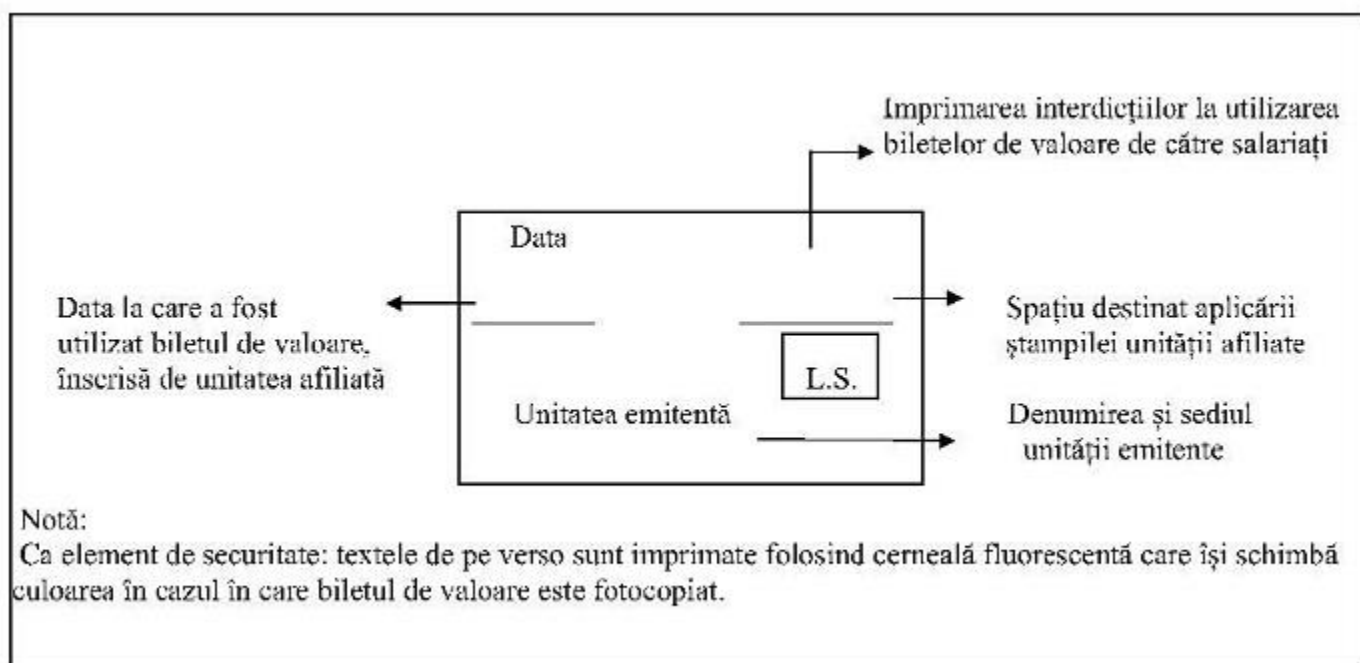 Imprimarea interdicțiilor la utilizarea
biletelor de valoare de către salariați
Data
Data la care a fost
utilizat biletul de valoare,
înscrisă de unitatea afiliată
Spațiu destinat aplicării
ștampilei unității afiliate
L.S.
Unitatea emitentă
Denumirea și sediul
unității emitente
Notă:
Ca element de securitate: textele de pe verso sunt imprimate folosind cerneală fluorescentă care își schimbă
culoarea în cazul în care biletul de valoare este fotocopiat.